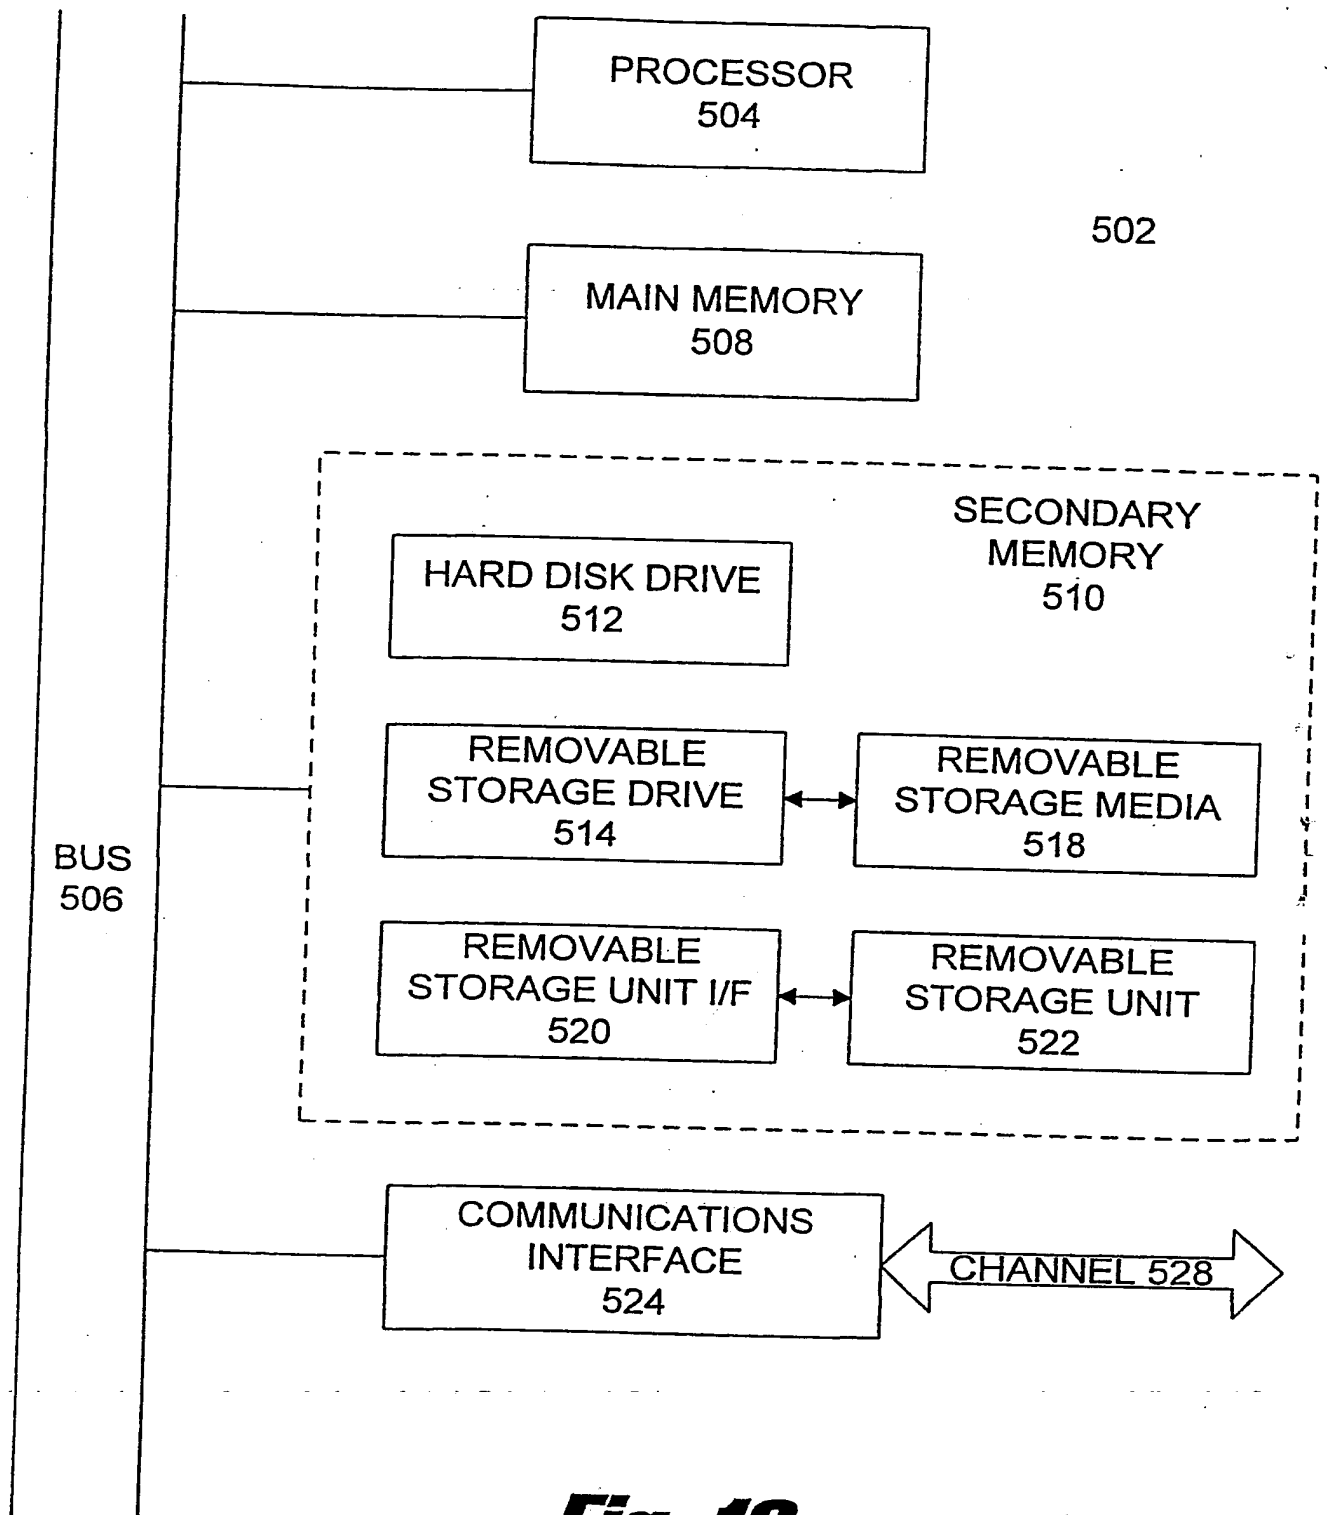 PROCESSOR
504
502
MAIN MEMORY
508
SECONDARY
MEMORY
510
HARD DISK DRIVE
512
REMOVABLE
STORAGE DRIVE
514
REMOVABLE
STORAGE MEDIA
518
BUS
506
REMOVABLE
STORAGE UNIT I/F
520
REMOVABLE
STORAGE UNIT
522
COMMUNICATIONS
INTERFACE
524
CHANNEL 528
Fig.